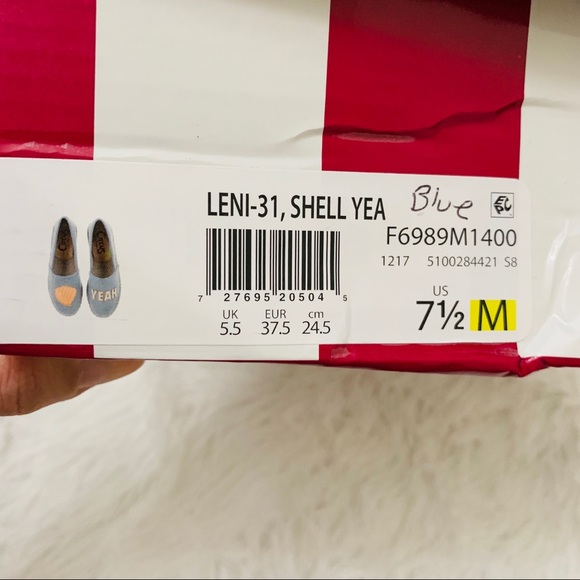 LENI-31, SHELL YEA
Blue
F6989M1400
1217 5100284421 S8
7 27695 20504 5
UK EUR cm
5.5 37.5 24.5
US
7½ M
YEAH